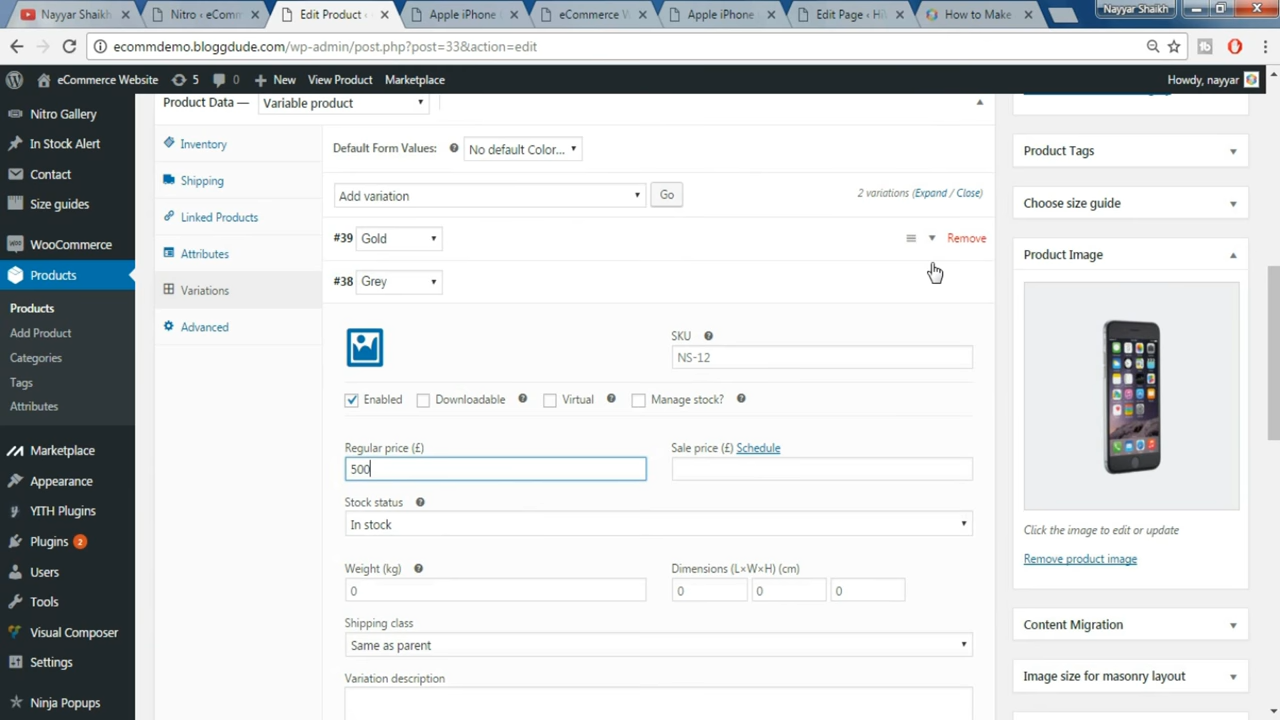 Nayyar Shaikh
Nitro ‹ eComm
Edit Product ‹
Apple iPhone
eCommerce W
Apple iPhone
Edit Page ‹ H
How to Make
Nayyar Shaikh
ecommdemo.bloggdude.com/wp-admin/post.php?post=33&action=edit
eCommerce Website
5
0
New
View Product
Marketplace
Howdy, nayyar
Nitro Gallery
In Stock Alert
Contact
Size guides
WooCommerce
Products
Products
Add Product
Categories
Tags
Attributes
Marketplace
Appearance
YITH Plugins
Plugins 2
Users
Tools
Visual Composer
Settings
Ninja Popups
Product Data — Variable product
Inventory
Shipping
Linked Products
Attributes
Variations
Advanced
Default Form Values: ? No default Color...
Add variation
Go
2 variations (Expand / Close)
#39 Gold
Remove
#38 Grey
SKU ?
NS-12
Enabled
Downloadable ?
Virtual ?
Manage stock? ?
Regular price (£)
500
Sale price (£) Schedule
Stock status ?
In stock
Weight (kg) ?
0
Dimensions (L×W×H) (cm)
0
0
0
Shipping class
Same as parent
Variation description
Product Tags
Choose size guide
Product Image
Click the image to edit or update
Remove product image
Content Migration
Image size for masonry layout